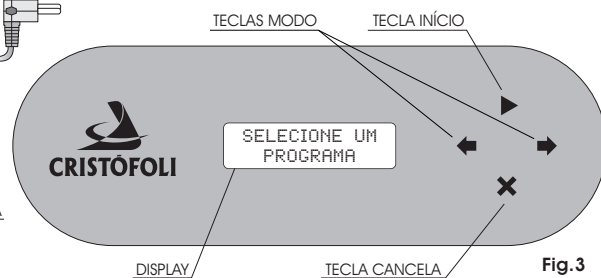 TECLAS MODO
TECLA INÍCIO
SELECIONE UM
PROGRAMA
CRISTÓFOLI
A
DISPLAY
TECLA CANCELA
Fig.3